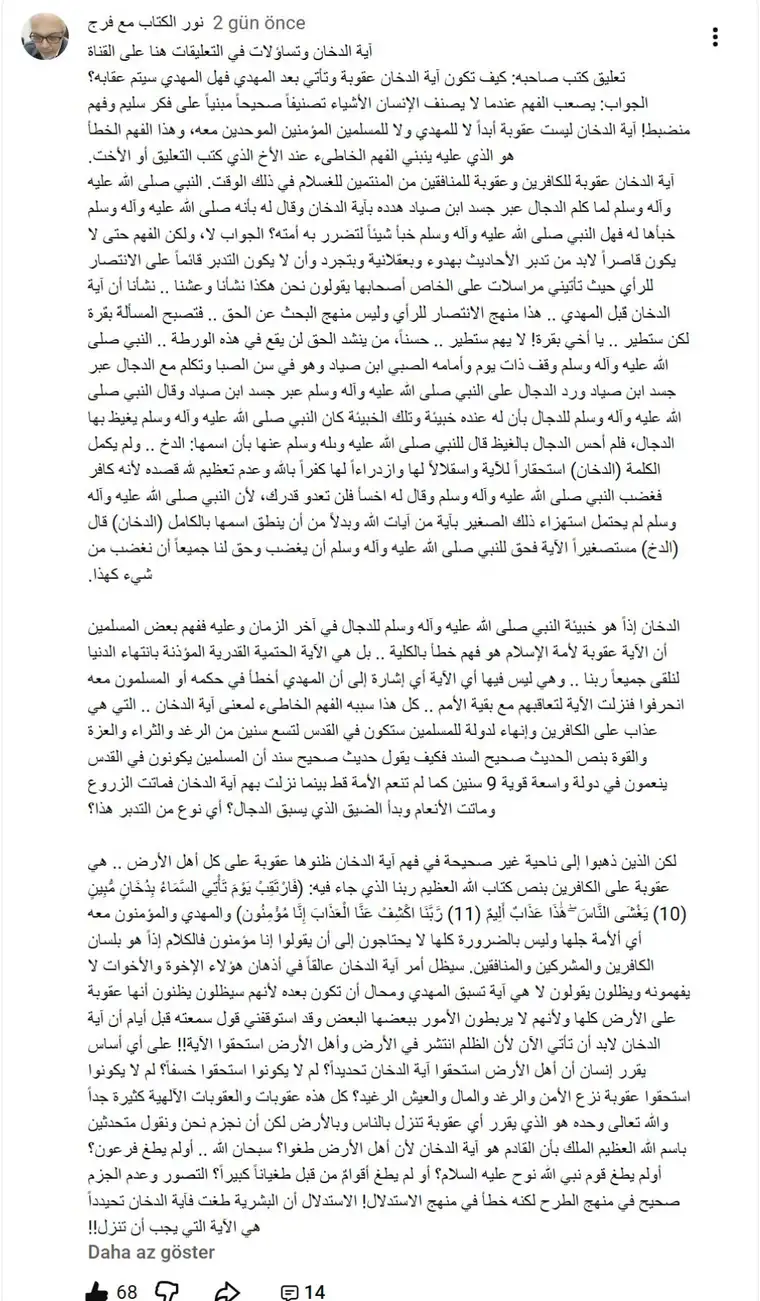 نور الكتاب مع فرج 2 gün önce
آية الدخان وتساؤلات في التعليقات هنا على القناة
تعليق كتب صاحبه: كيف تكون آية الدخان عقوبة وتأتي بعد المهدي فهل المهدي سيتم عقابه؟
الجواب: يصعب الفهم عندما لا يصنف الإنسان الأشياء تصنيفاً صحيحاً مبنياً على فكر سليم وفهم
منضبط! آية الدخان ليست عقوبة أبداً لا للمهدي ولا للمسلمين المؤمنين الموحدين معه، وهذا الفهم الخطأ
هو الذي عليه ينبني الفهم الخاطىء عند الأخ الذي كتب التعليق أو الأخت.
آية الدخان عقوبة للكافرين وعقوبة للمنافقين من المنتمين للغسلام في ذلك الوقت. النبي صلى الله عليه
وآله وسلم لما كلم الدجال عبر جسد ابن صياد هدده بآية الدخان وقال له بأنه صلى الله عليه وآله وسلم
خبأها له فهل النبي صلى الله عليه وآله وسلم خبأ شيئاً لتضرر به أمته؟ الجواب لا، ولكن الفهم حتى لا
يكون قاصراً لابد من تدبر الأحاديث بهدوء وبعقلانية وبتجرد وأن لا يكون التدبر قائماً على الانتصار
للرأي حيث تأتيني مراسلات على الخاص أصحابها يقولون نحن هكذا نشأنا وعشنا .. نشأنا أن آية
الدخان قبل المهدي .. هذا منهج الانتصار للرأي وليس منهج البحث عن الحق .. فتصبح المسألة بقرة
لكن ستطير .. يا أخي بقرة! لا يهم ستطير .. حسناً، من ينشد الحق لن يقع في هذه الورطة .. النبي صلى
الله عليه وآله وسلم وقف ذات يوم وأمامه الصبي ابن صياد وهو في سن الصبا وتكلم مع الدجال عبر
جسد ابن صياد ورد الدجال على النبي صلى الله عليه وآله وسلم عبر جسد ابن صياد وقال النبي صلى
الله عليه وآله وسلم للدجال بأن له عنده خبيئة وتلك الخبيئة كان النبي صلى الله عليه وآله وسلم يغيظ بها
الدجال، فلم أحس الدجال بالغيظ قال للنبي صلى الله عليه وىله وسلم عنها بأن اسمها: الدخ .. ولم يكمل
الكلمة (الدخان) استحقاراً للآية واسقلالاً لها وازدراءاً لها كفراً بالله وعدم تعظيم لله قصده لأنه كافر
فغضب النبي صلى الله عليه وآله وسلم وقال له اخسأ فلن تعدو قدرك، لأن النبي صلى الله عليه وآله
وسلم لم يحتمل استهزاء ذلك الصغير بآية من آيات الله وبدلاً من أن ينطق اسمها بالكامل (الدخان) قال
(الدخ) مستصغيراً الآية فحق للنبي صلى الله عليه وآله وسلم أن يغضب وحق لنا جميعاً أن نغضب من
شيء كهذا.
الدخان إذاً هو خبيئة النبي صلى الله عليه وآله وسلم للدجال في آخر الزمان وعليه ففهم بعض المسلمين
أن الآية عقوبة لأمة الإسلام هو فهم خطأ بالكلية .. بل هي الآية الحتمية القدرية المؤذنة بانتهاء الدنيا
لنلقى جميعاً ربنا .. وهي ليس فيها أي الآية أي إشارة إلى أن المهدي أخطأ في حكمه أو المسلمون معه
انحرفوا فنزلت الآية لتعاقبهم مع بقية الأمم .. كل هذا سببه الفهم الخاطىء لمعنى آية الدخان .. التي هي
عذاب على الكافرين وإنهاء لدولة للمسلمين ستكون في القدس لتسع سنين من الرغد والثراء والعزة
والقوة بنص الحديث صحيح السند فكيف يقول حديث صحيح سند أن المسلمين يكونون في القدس
ينعمون في دولة واسعة قوية 9 سنين كما لم تنعم الأمة قط بينما نزلت بهم آية الدخان فماتت الزروع
وماتت الأنعام وبدأ الضيق الذي يسبق الدجال؟ أي نوع من التدبر هذا؟
لكن الذين ذهبوا إلى ناحية غير صحيحة في فهم آية الدخان ظنوها عقوبة على كل أهل الأرض .. هي
عقوبة على الكافرين بنص كتاب الله العظيم ربنا الذي جاء فيه: (فَارْتَقِبْ يَوْمَ تَأْتِي السَّمَاءُ بِدُخَانٍ مُّبِينٍ
(10) يَغْشَى النَّاسَ ۖ هَٰذَا عَذَابٌ أَلِيمٌ (11) رَّبَّنَا اكْشِفْ عَنَّا الْعَذَابَ إِنَّا مُؤْمِنُون) والمهدي والمؤمنون معه
أي ألأمة جلها وليس بالضرورة كلها لا يحتاجون إلى أن يقولوا إنا مؤمنون فالكلام إذاً هو بلسان
الكافرين والمشركين والمنافقين. سيظل أمر آية الدخان عالقاً في أذهان هؤلاء الإخوة والأخوات لا
يفهمونه ويظلون يقولون لا هي آية تسبق المهدي ومحال أن تكون بعده لأنهم سيظلون يظنون أنها عقوبة
على الأرض كلها ولأنهم لا يربطون الأمور ببعضها البعض وقد استوقفني قول سمعته قبل أيام أن آية
الدخان لابد أن تأتي الآن لأن الظلم انتشر في الأرض وأهل الأرض استحقوا الآية!! على أي أساس
يقرر إنسان أن أهل الأرض استحقوا آية الدخان تحديداً؟ لم لا يكونوا استحقوا خسفاً؟ لم لا يكونوا
استحقوا عقوبة نزع الأمن والرغد والمال والعيش الرغيد؟ كل هذه عقوبات والعقوبات الآلهية كثيرة جداً
والله تعالى وحده هو الذي يقرر أي عقوبة تنزل بالناس وبالأرض لكن أن نجزم نحن ونقول متحدثين
باسم الله العظيم الملك بأن القادم هو آية الدخان لأن أهل الأرض طغوا؟ سبحان الله .. أولم يطغ فرعون؟
أولم يطغ قوم نبي الله نوح عليه السلام؟ أو لم يطغ أقوامٌ من قبل طغياناً كبيراً؟ التصور وعدم الجزم
صحيح في منهج الطرح لكنه خطأ في منهج الاستدلال! الاستدلال أن البشرية طغت فآية الدخان تحيدداً
هي الآية التي يجب أن تنزل!!
Daha az göster
68 14